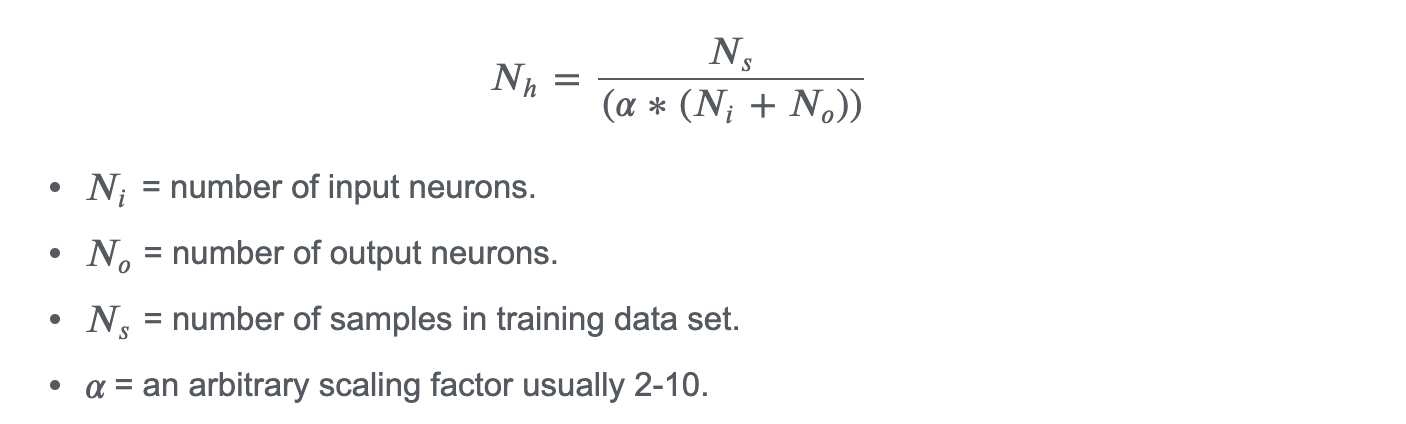 N_h = N_s / (α * (N_i + N_o))
• N_i = number of input neurons.
• N_o = number of output neurons.
• N_s = number of samples in training data set.
• α = an arbitrary scaling factor usually 2-10.